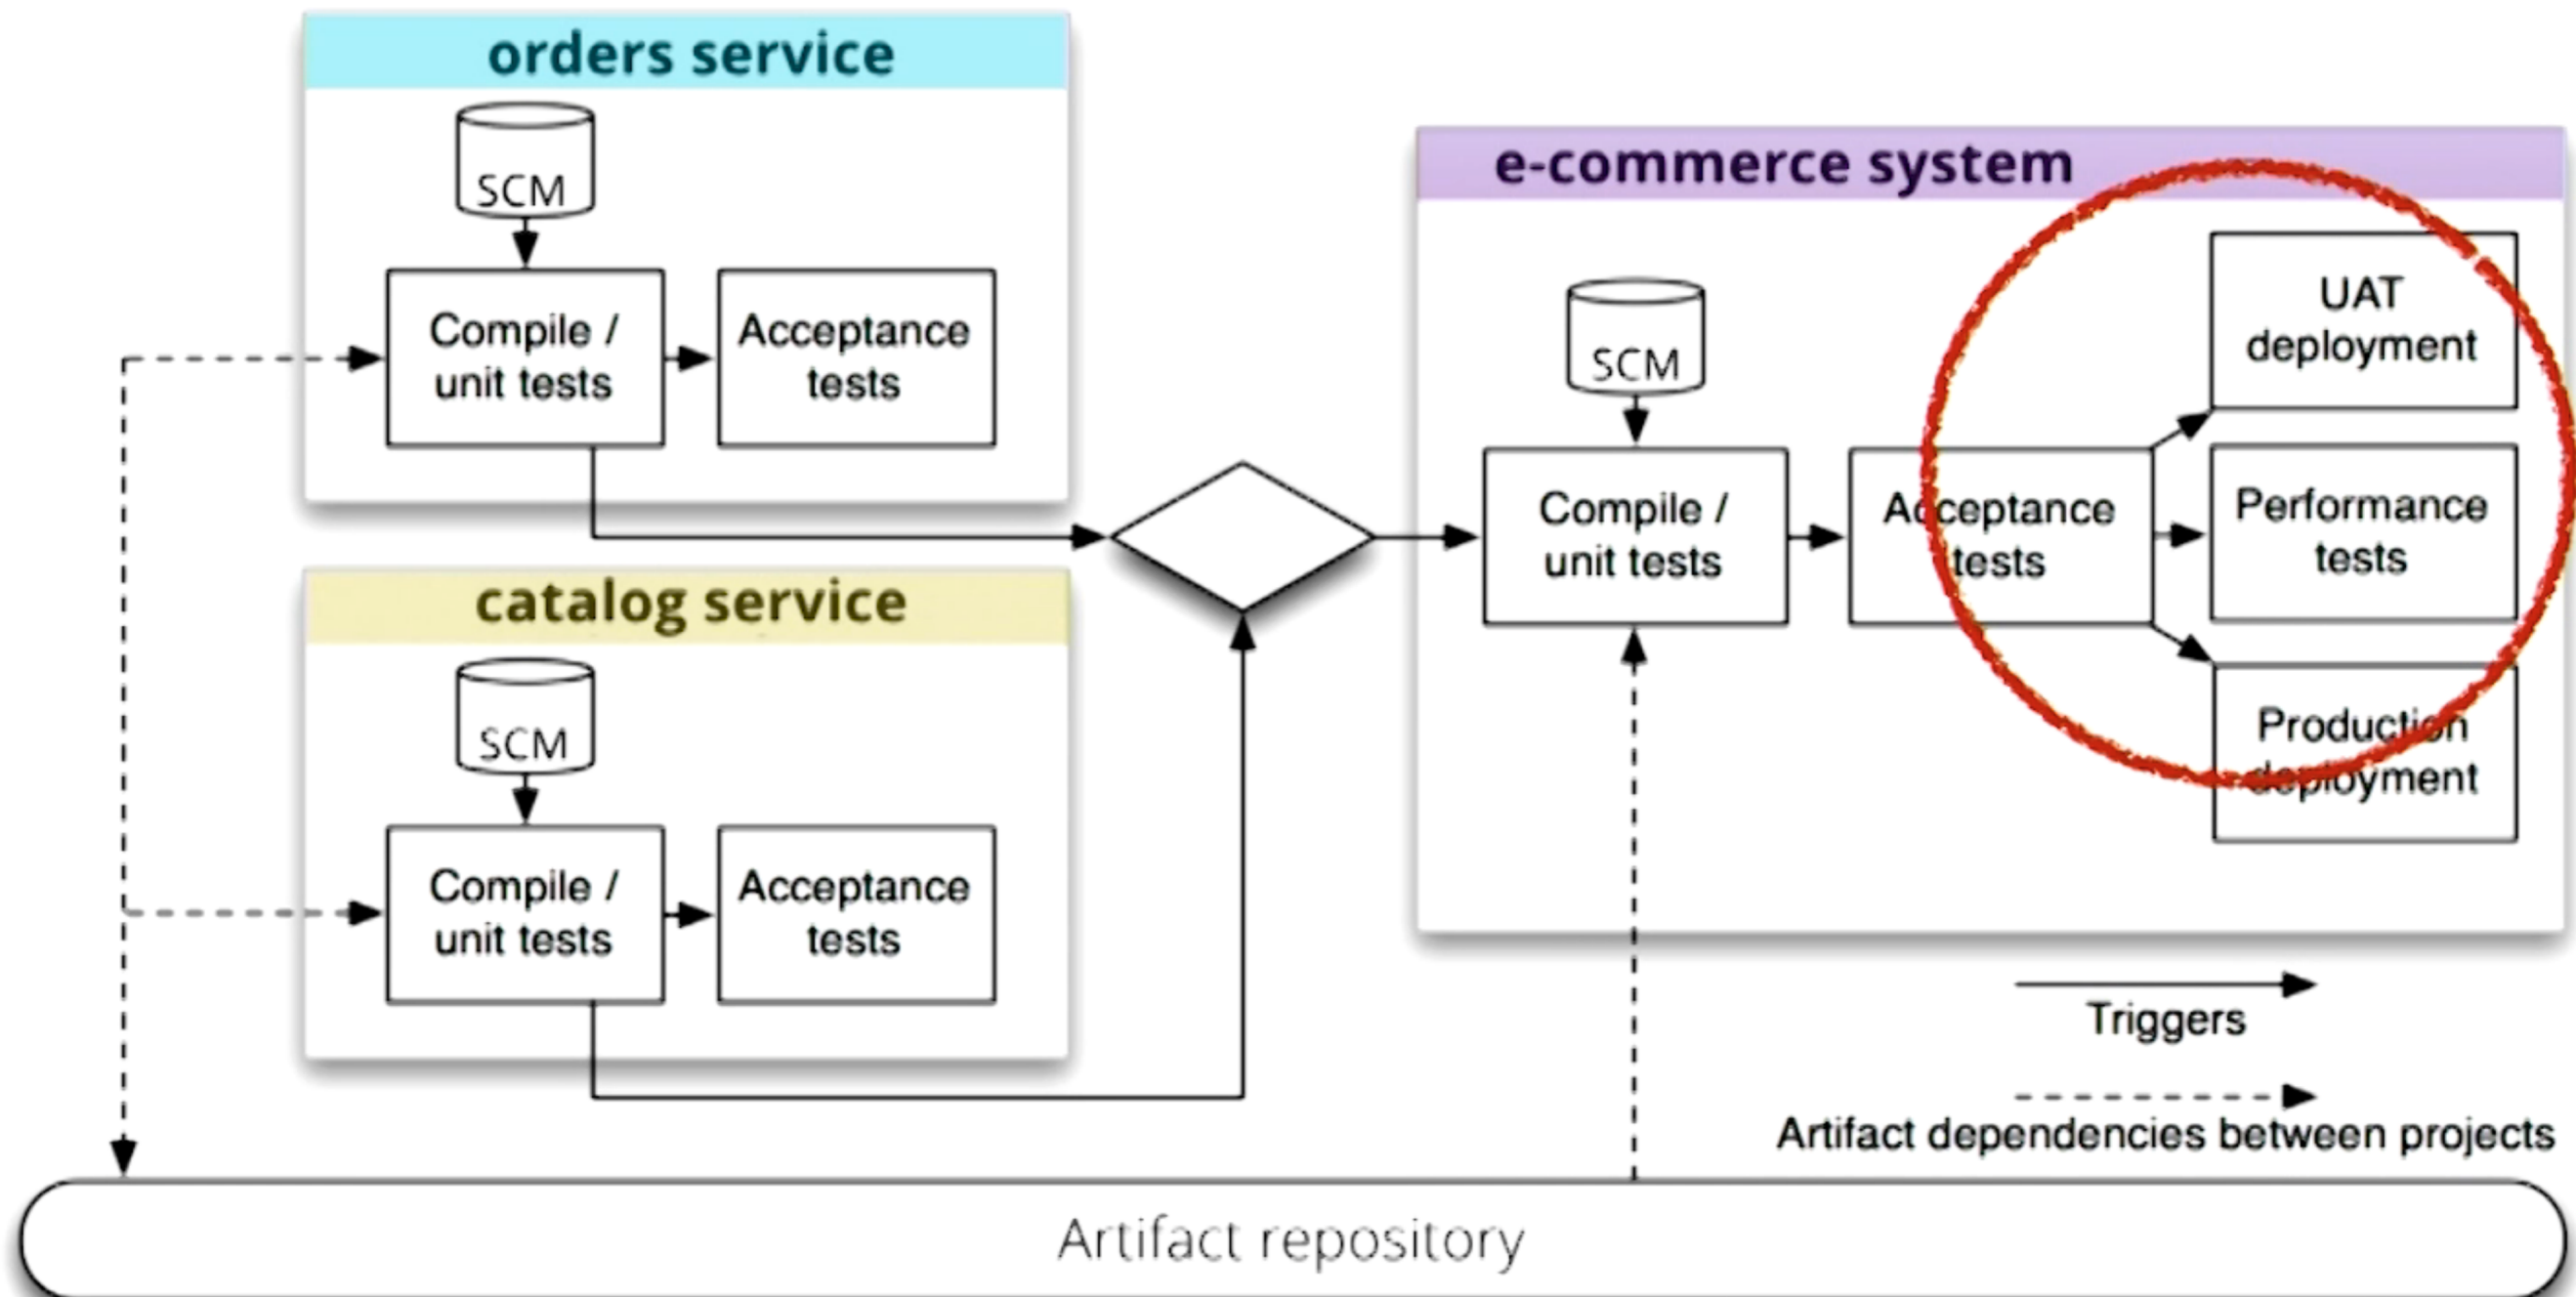 orders service
SCM
Compile /
unit tests
Acceptance
tests
catalog service
SCM
Compile /
unit tests
Acceptance
tests
e-commerce system
SCM
Compile /
unit tests
Acceptance
tests
UAT
deployment
Performance
tests
Production
deployment
Triggers
Artifact dependencies between projects
Artifact repository